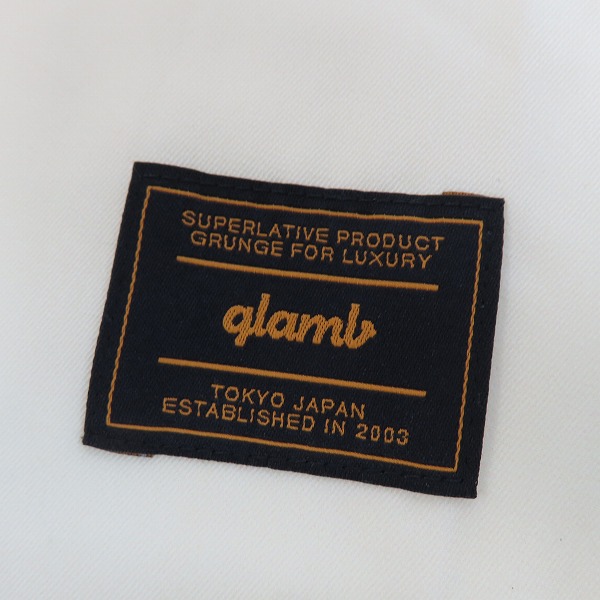 SUPERLATIVE PRODUCT
GRUNGE FOR LUXURY
glamb
TOKYO JAPAN
ESTABLISHED IN 2003